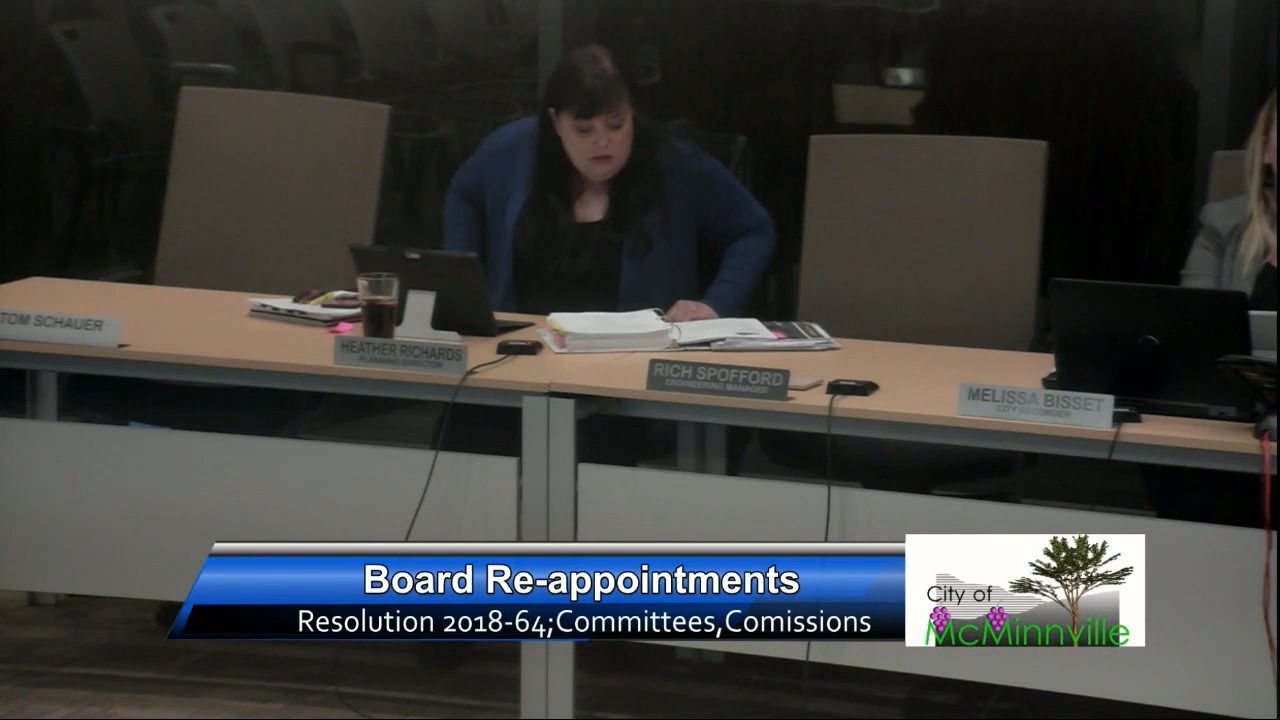 TOM SCHAUER
HEATHER RICHARDS
PLANNING DIRECTOR
RICH SPOFFORD
ENGINEERING MANAGER
MELISSA BISSET
CITY RECORDER
Board Re-appointments
Resolution 2018-64;Committees,Comissions
City of
McMinnville